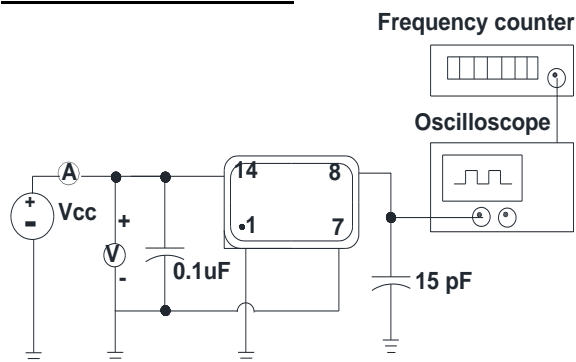 Frequency counter
Oscilloscope
A
14
8
+
-
Vcc
+
1
7
V
-
0.1uF
15 pF